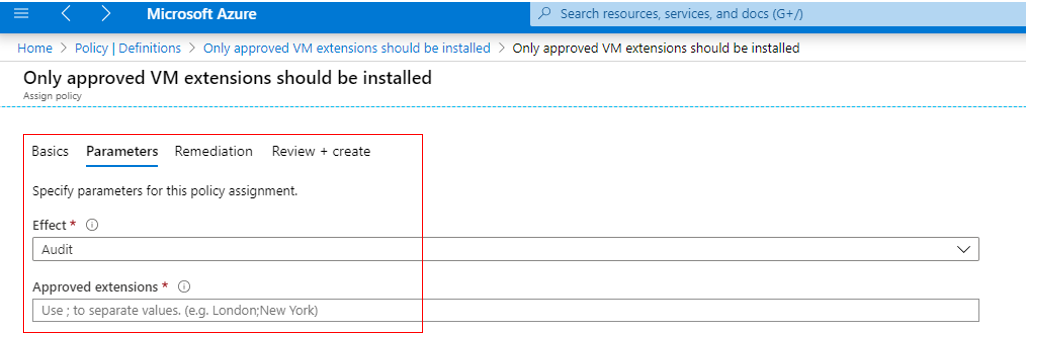 Microsoft Azure
Search resources, services, and docs (G+/)
Home > Policy | Definitions > Only approved VM extensions should be installed > Only approved VM extensions should be installed
Only approved VM extensions should be installed
Assign policy
Basics Parameters Remediation Review + create
Specify parameters for this policy assignment.
Effect *
Audit
Approved extensions *
Use ; to separate values. (e.g. London;New York)